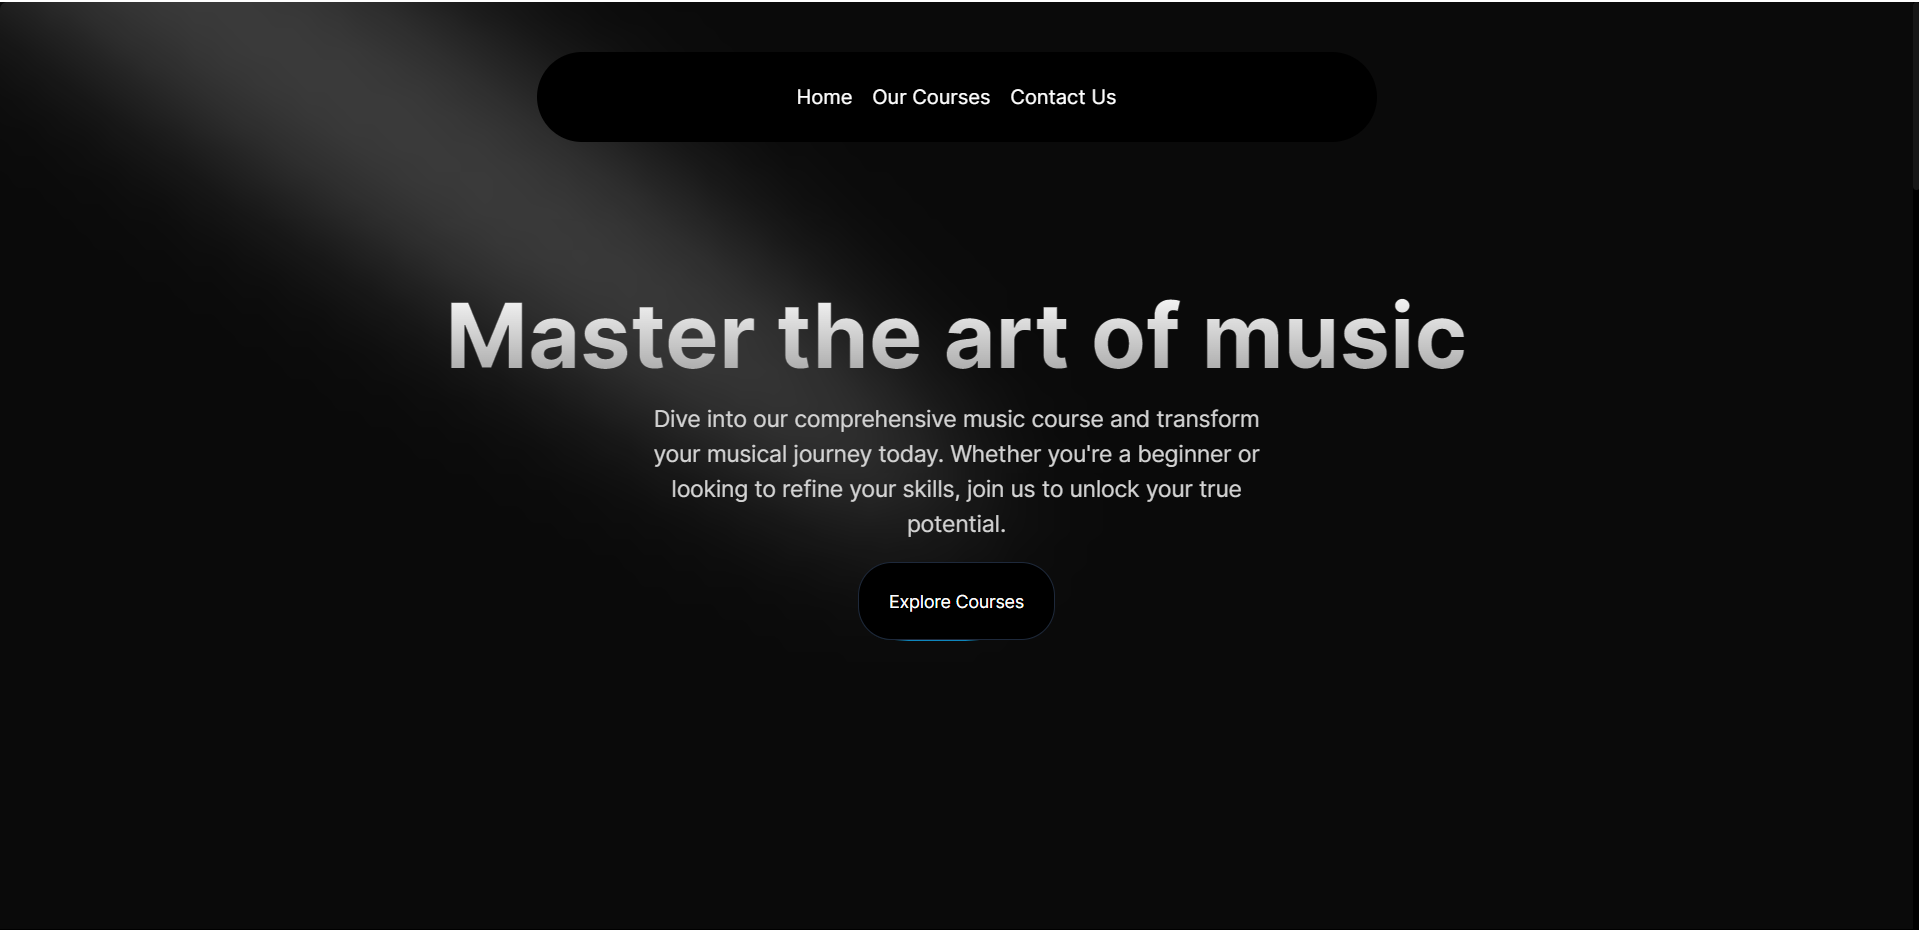 Home Our Courses Contact Us
Master the art of music
Dive into our comprehensive music course and transform
your musical journey today. Whether you're a beginner or
looking to refine your skills, join us to unlock your true
potential.
Explore Courses